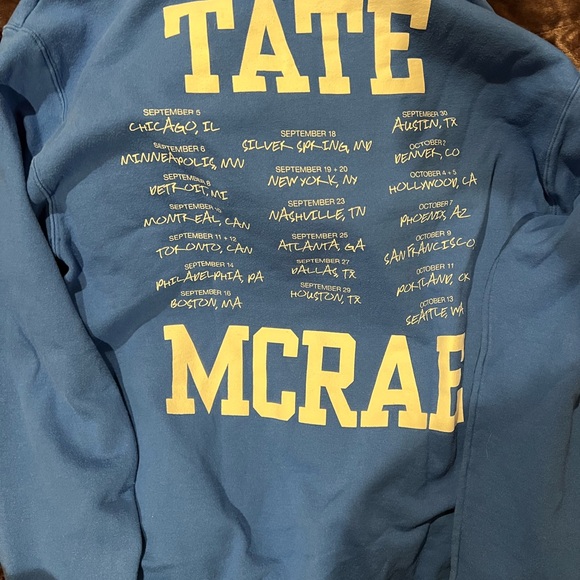 TATE
SEPTEMBER 5
CHICAGO, IL
SEPTEMBER 6
MINNEAPOLIS, MN
SEPTEMBER 8
DETROIT, MI
SEPTEMBER 10
MONTREAL, CAN
SEPTEMBER 11 + 12
TORONTO, CAN
SEPTEMBER 14
PHILADELPHIA, PA
SEPTEMBER 16
BOSTON, MA
SEPTEMBER 18
SILVER SPRING, MD
SEPTEMBER 19 + 20
NEW YORK, NY
SEPTEMBER 23
NASHVILLE, TN
SEPTEMBER 25
ATLANTA, GA
SEPTEMBER 27
DALLAS, TX
SEPTEMBER 29
HOUSTON, TX
SEPTEMBER 30
AUSTIN, TX
OCTOBER 2
DENVER, CO
OCTOBER 4 + 5
HOLLYWOOD, CA
OCTOBER 7
PHOENIX, AZ
OCTOBER 9
SAN FRANCISCO
OCTOBER 11
PORTLAND,
OCTOBER 13
SEATTLE, WA
MCRAE